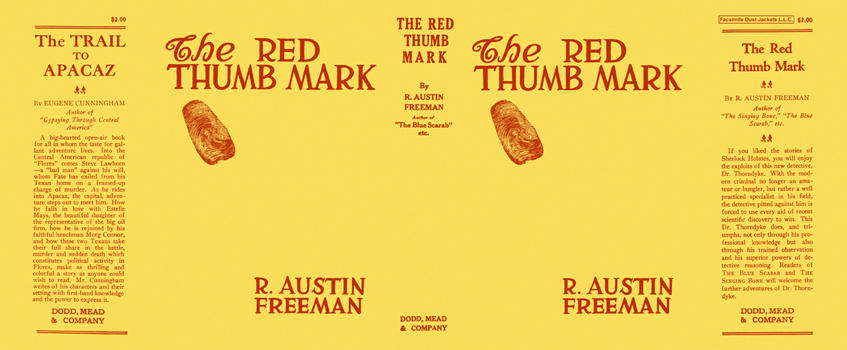 $2.00
The TRAIL
TO
APACAZ
By EUGENE CUNNINGHAM
Author of
"Gypsying Through Central
America"
A big-hearted open-air book
for all in whom the taste for gal-
lant adventure lives. Into the
Central American republic of
"Flores" comes Steve Lawhorn
—a "bad man" against his will,
whom Fate has exiled from his
Texan home on a framed-up
charge of murder. As he rides
into Apacaz, the capital, adven-
ture steps out to meet him. How
he falls in love with Estelle
Mays, the beautiful daughter of
the representative of the big oil
firm, how he is rejoined by his
faithful henchman Morg Connor,
and how these two Texans take
their full share in the battle,
murder and sudden death which
constitutes political activity in
Flores, make as thrilling and
colorful a story as anyone could
wish to read. Mr. Cunningham
writes of his characters and their
setting with first-hand knowledge
and the power to express it.
DODD, MEAD
& COMPANY
The RED
THUMB MARK
R. AUSTIN
FREEMAN
THE RED
THUMB
MARK
By
R. AUSTIN
FREEMAN
Author of
"The Blue Scarab"
etc.
DODD, MEAD
& COMPANY
The RED
THUMB MARK
R. AUSTIN
FREEMAN
Facsimile Dust Jackets L.L.C. $2.00
The Red
Thumb Mark
By R. AUSTIN FREEMAN
Author of
"The Singing Bone," "The Blue
Scarab," etc.
If you liked the stories of
Sherlock Holmes, you will enjoy
the exploits of this new detective,
Dr. Thorndyke. With the mod-
ern criminal no longer an ama-
teur or bungler, but rather a well
practiced specialist in his field,
the detective pitted against him is
forced to use every aid of recent
scientific discovery to win. This
Dr. Thorndyke does, and tri-
umphs, not only through his pro-
fessional knowledge but also
through his trained observation
and his superior powers of de-
tective reasoning. Readers of
THE BLUE SCARAB and THE
SINGING BONE will welcome the
further adventures of Dr. Thorn-
dyke.
DODD, MEAD
& COMPANY